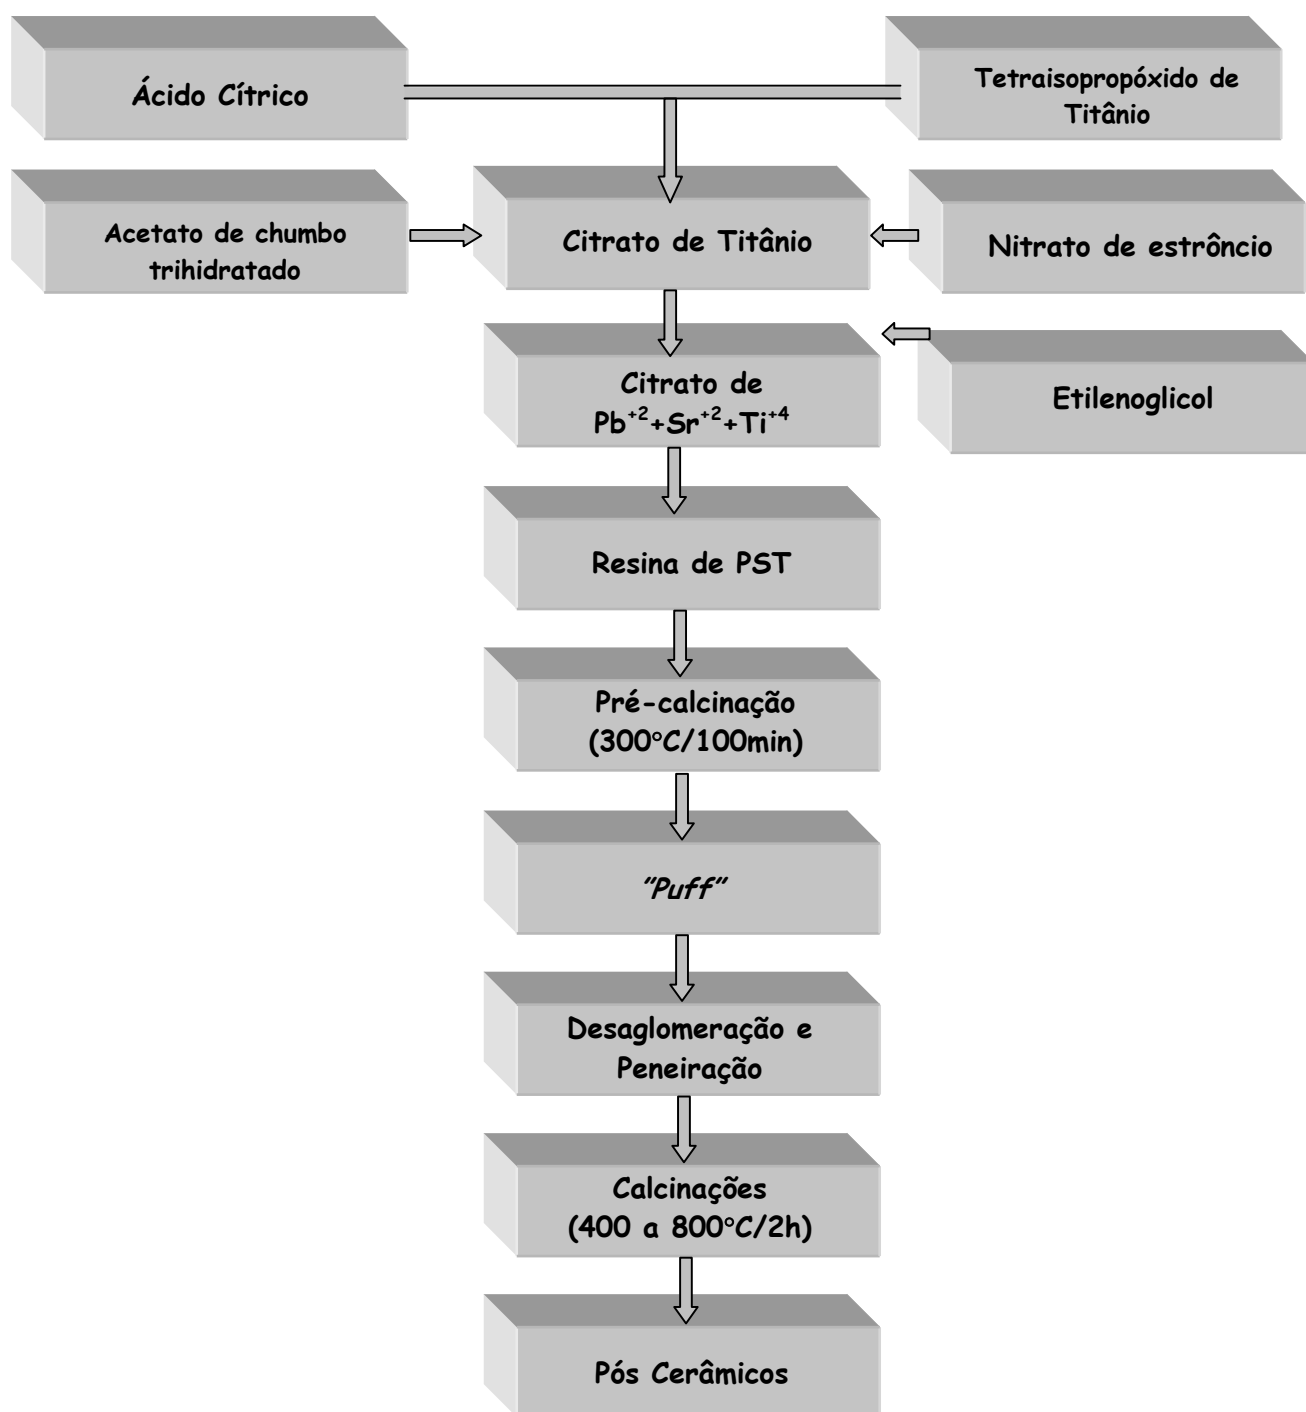 Ácido Cítrico
Tetraisopropóxido de
Titânio
Acetato de chumbo
trihidratado
Citrato de Titânio
Nitrato de estrôncio
Citrato de
Pb⁺²+Sr⁺²+Ti⁺⁴
Etilenoglicol
Resina de PST
Pré-calcinação
(300°C/100min)
"Puff"
Desaglomeração e
Peneiração
Calcinações
(400 a 800°C/2h)
Pós Cerâmicos